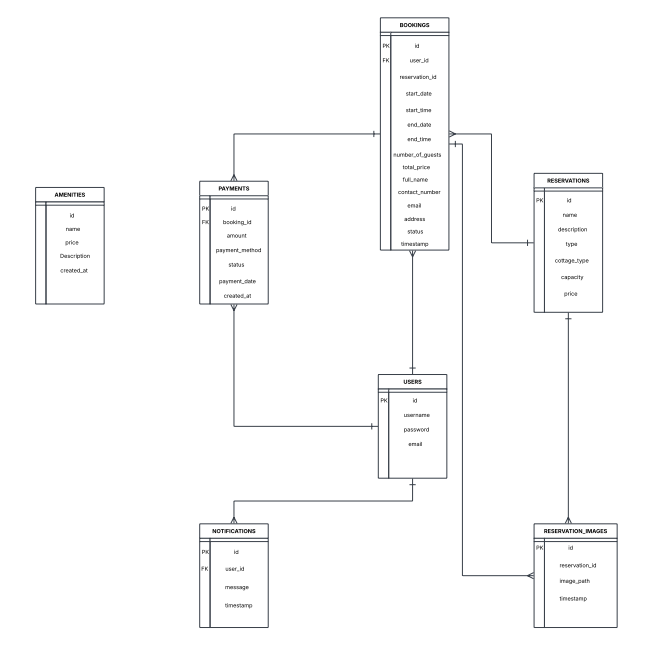 BOOKINGS
PK id
FK user_id
reservation_id
start_date
start_time
end_date
end_time
number_of_guests
total_price
full_name
contact_number
email
address
status
timestamp
PAYMENTS
PK id
FK booking_id
amount
payment_method
status
payment_date
created_at
AMENITIES
id
name
price
Description
created_at
RESERVATIONS
PK id
name
description
type
cottage_type
capacity
price
USERS
PK id
username
password
email
NOTIFICATIONS
PK id
FK user_id
message
timestamp
RESERVATION_IMAGES
PK id
reservation_id
image_path
timestamp